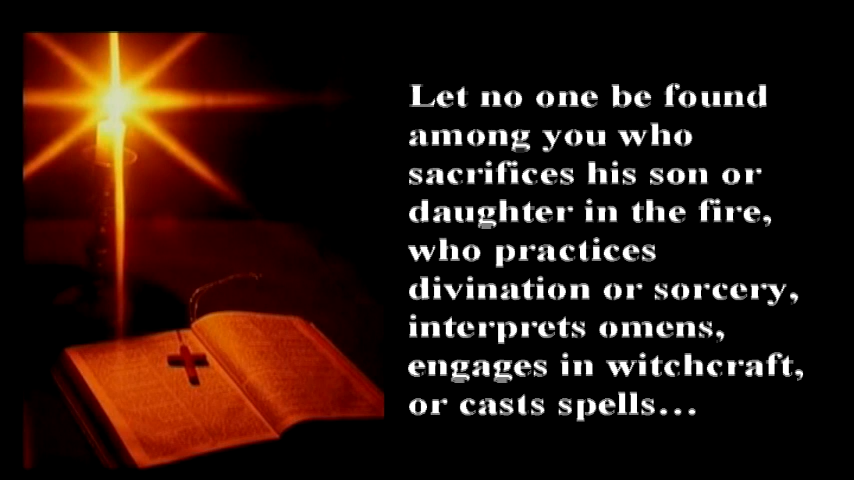 Let no one be found
among you who
sacrifices his son or
daughter in the fire,
who practices
divination or sorcery,
interprets omens,
engages in witchcraft,
or casts spells...